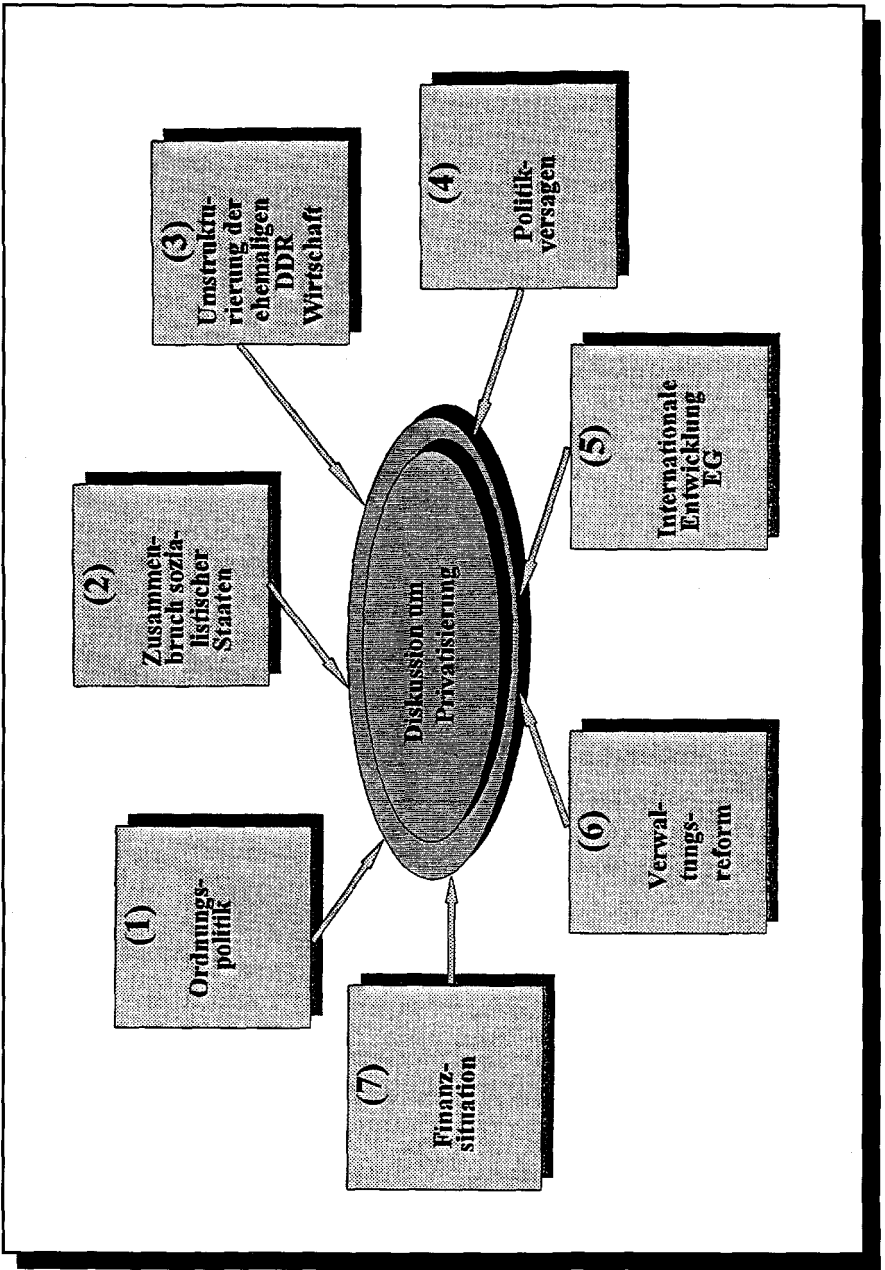 (1)
Ordnungs-
politik
(2)
Zusammen-
bruch sozia-
listischer
Staaten
(3)
Umstruktu-
rierung der
ehemaligen
DDR
Wirtschaft
(4)
Politik-
versagen
(5)
Internationale
Entwicklung
EG
(6)
Verwal-
tungs-
reform
(7)
Finanz-
situation
Diskussion um
Privatisierung